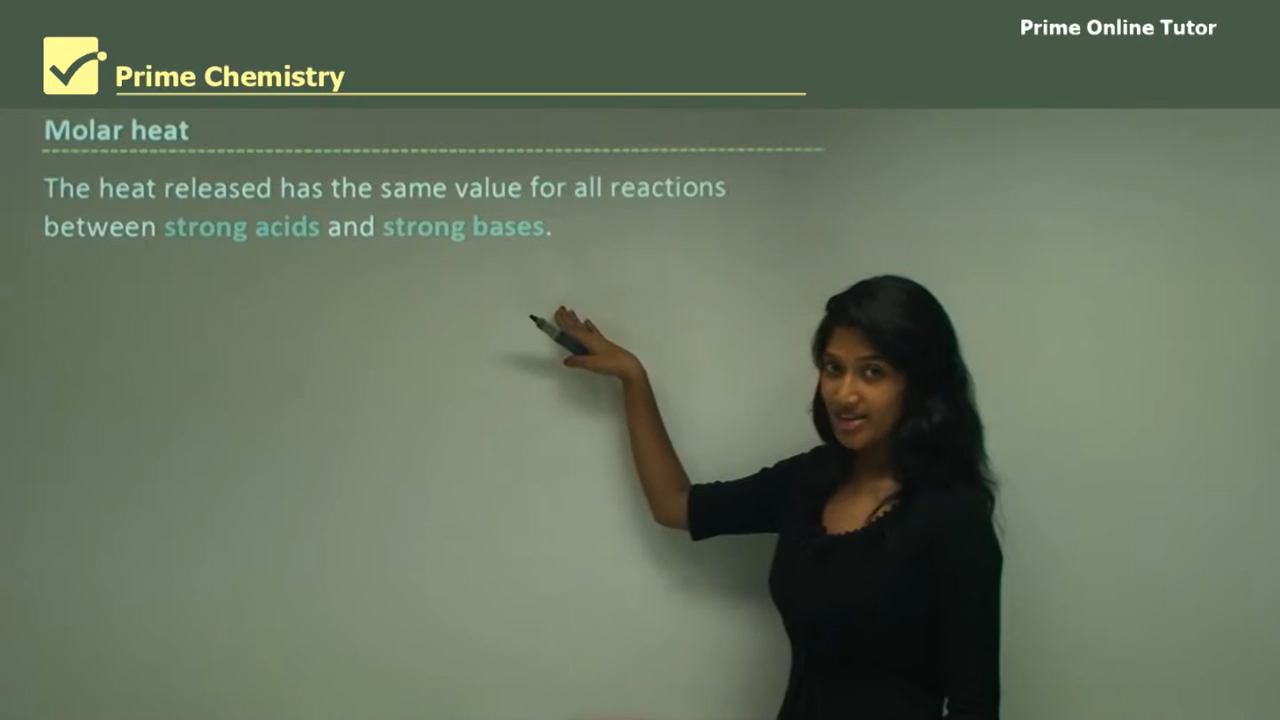 Prime Online Tutor
Prime Chemistry
Molar heat
The heat released has the same value for all reactions
between strong acids and strong bases.